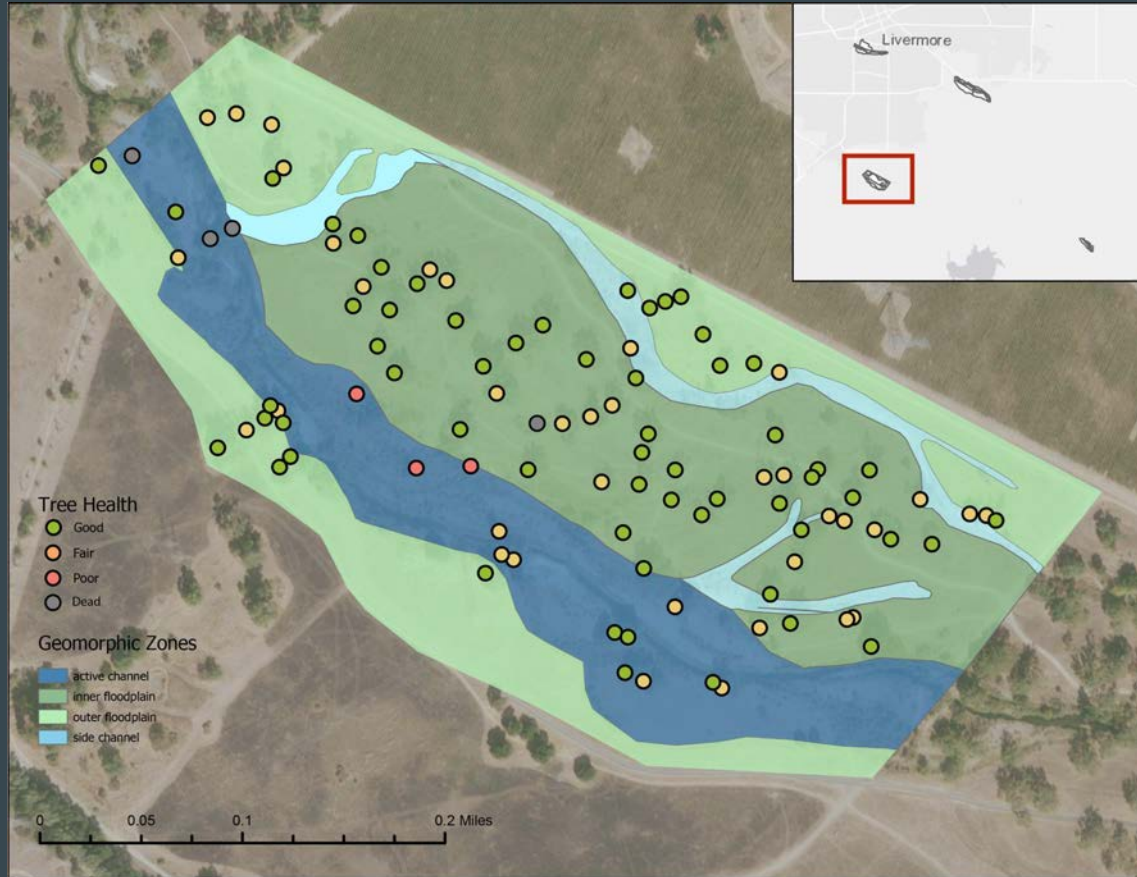 Livermore
Tree Health
Good
Fair
Poor
Dead
Geomorphic Zones
active channel
inner floodplain
outer floodplain
side channel
0 0.05 0.1 0.2 Miles